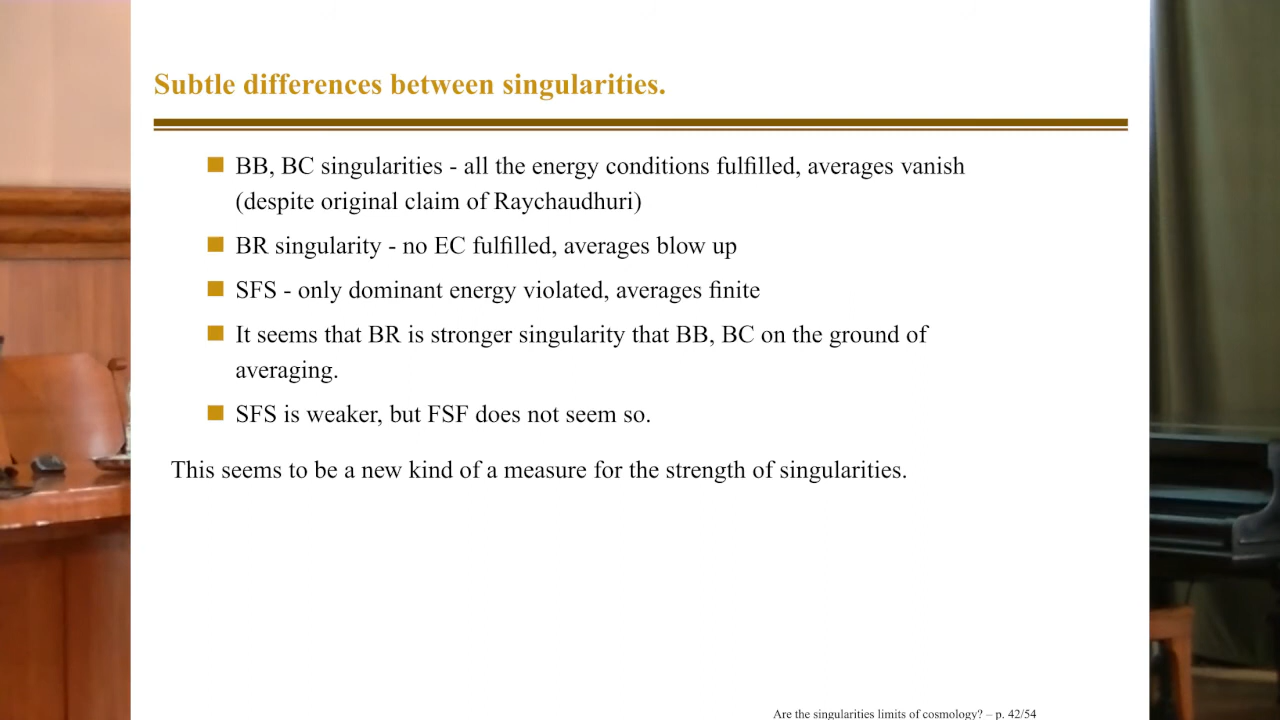 Subtle differences between singularities.
BB, BC singularities - all the energy conditions fulfilled, averages vanish
(despite original claim of Raychaudhuri)
BR singularity - no EC fulfilled, averages blow up
SFS - only dominant energy violated, averages finite
It seems that BR is stronger singularity that BB, BC on the ground of
averaging.
SFS is weaker, but FSF does not seem so.
This seems to be a new kind of a measure for the strength of singularities.
Are the singularities limits of cosmology? – p. 42/54